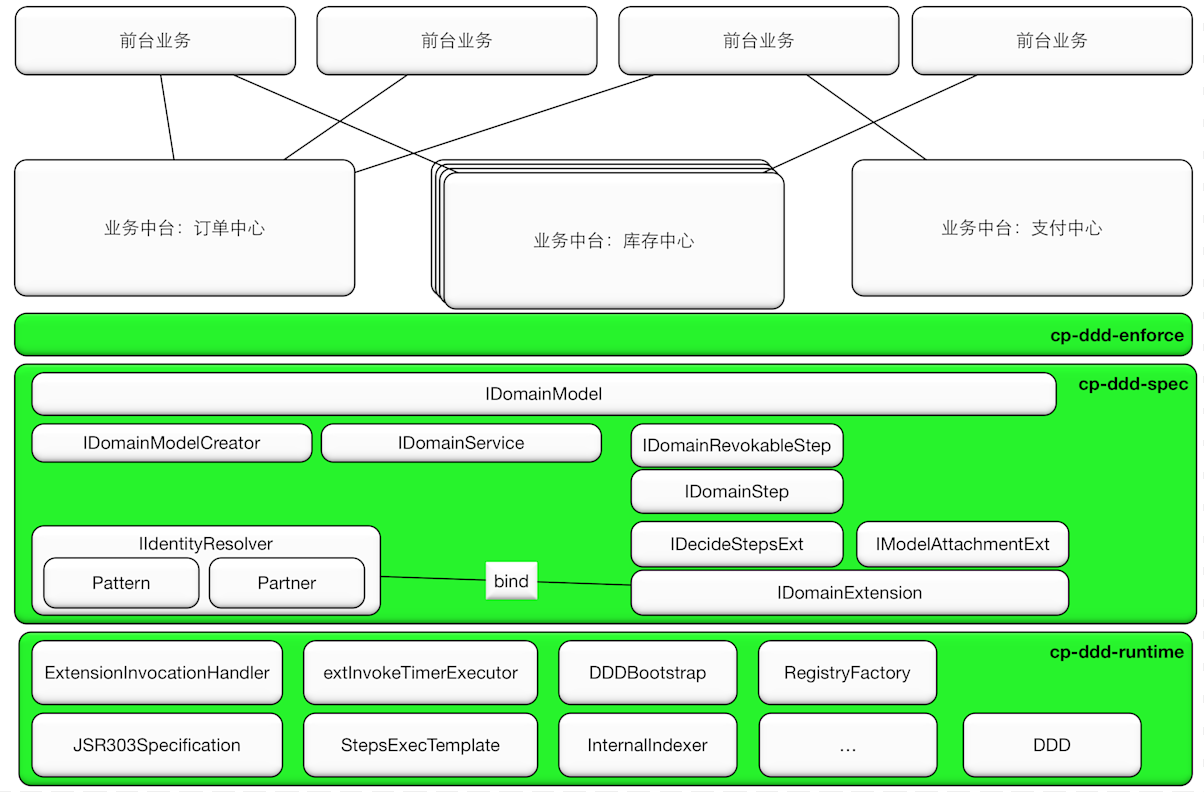 前台业务
前台业务
前台业务
前台业务
业务中台：订单中心
业务中台：库存中心
业务中台：支付中心
cp-ddd-enforce
cp-ddd-spec
IDomainModel
IDomainModelCreator
IDomainService
IDomainRevokableStep
IDomainStep
IIdentityResolver
Pattern
Partner
bind
IDecideStepsExt
IModelAttachmentExt
IDomainExtension
cp-ddd-runtime
ExtensionInvocationHandler
extInvokeTimerExecutor
DDDBootstrap
RegistryFactory
JSR303Specification
StepsExecTemplate
InternalIndexer
...
DDD